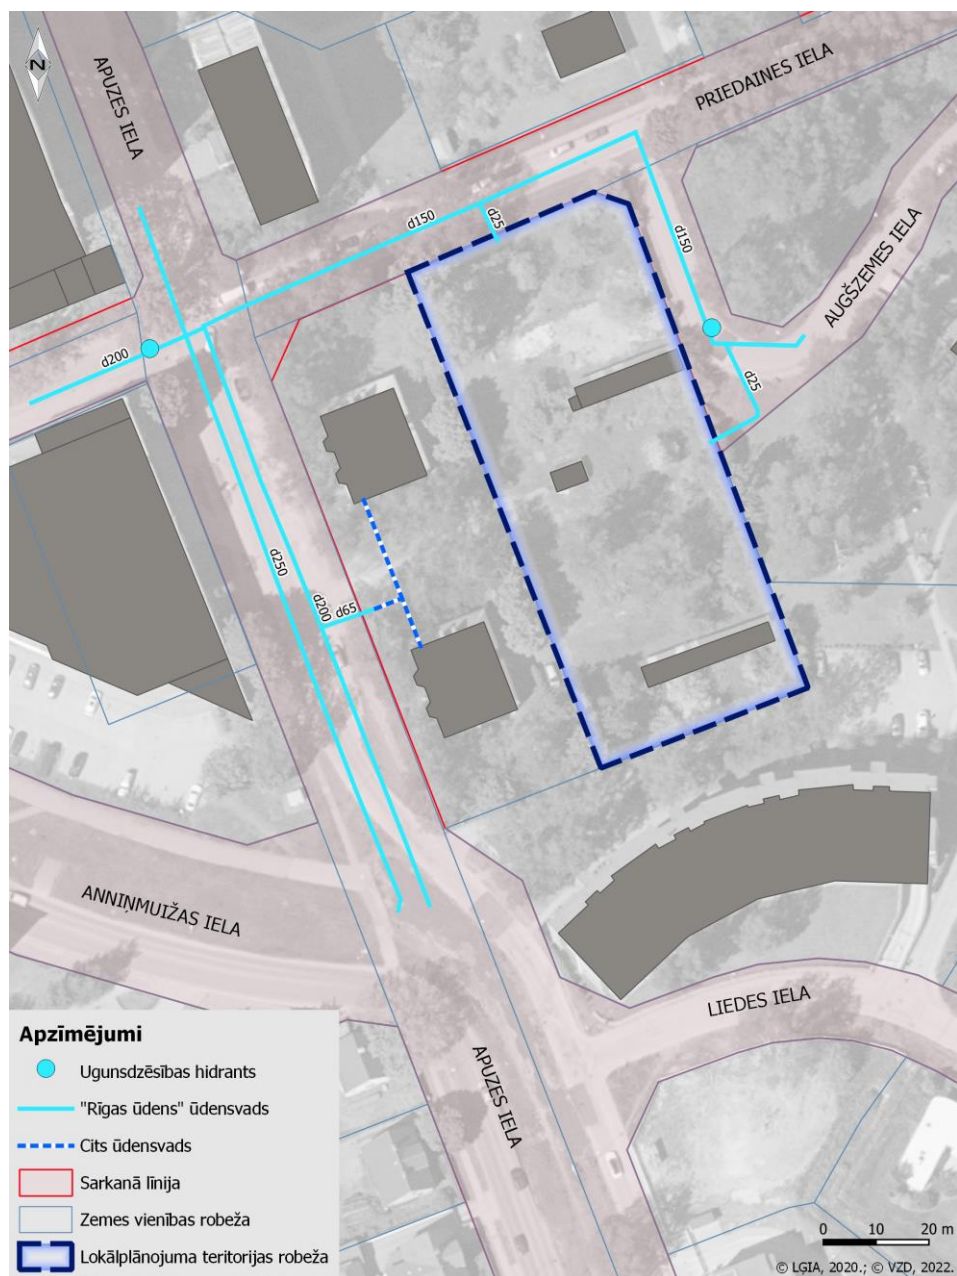 N
APUZES IELA
PRIEDAINES IELA
AUGŠZEMES IELA
d150
d25
d150
d200
d25
d250
d200
d65
ANNIŅMUIŽAS IELA
LIEDES IELA
APUZES IELA
Apzīmējumi
Ugunsdzēsības hidrants
"Rīgas ūdens" ūdensvads
Cits ūdensvads
Sarkanā līnija
Zemes vienības robeža
Lokālplānojuma teritorijas robeža
0 10 20 m
© LĢIA, 2020.; © VZD, 2022.